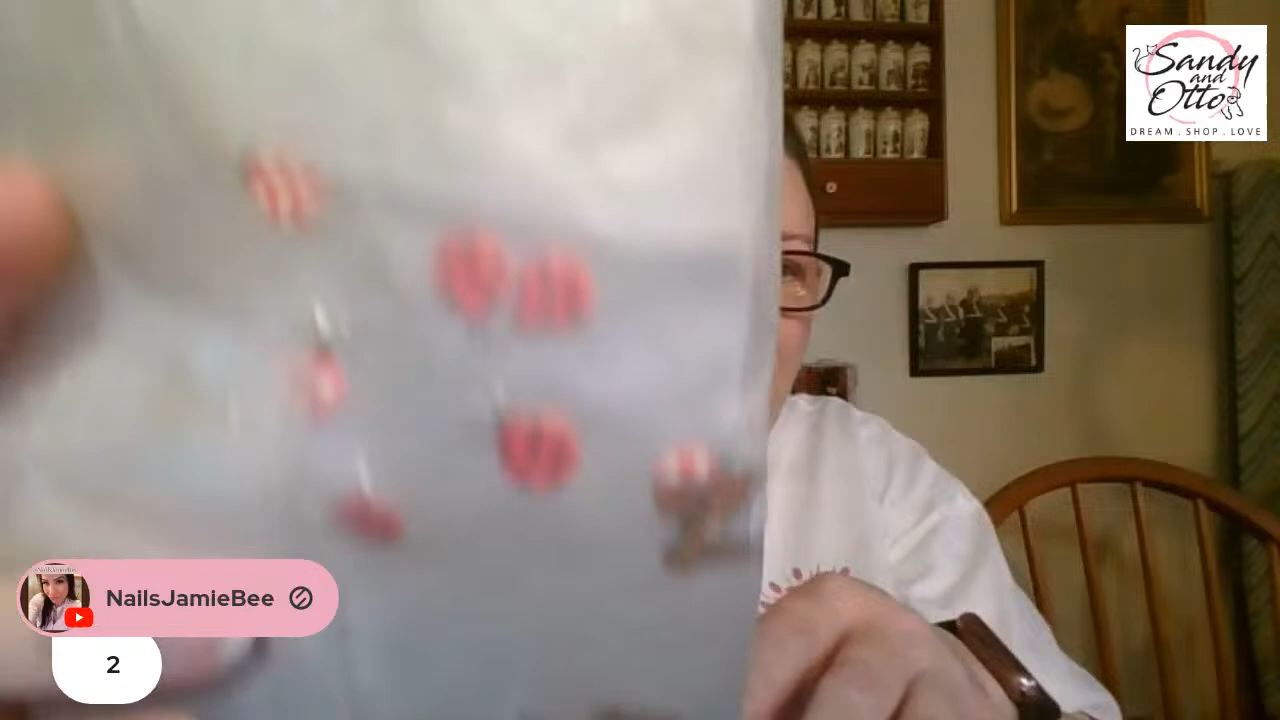 Sandy
and
Otto
DREAM . SHOP . LOVE
NailsJamieBee
2